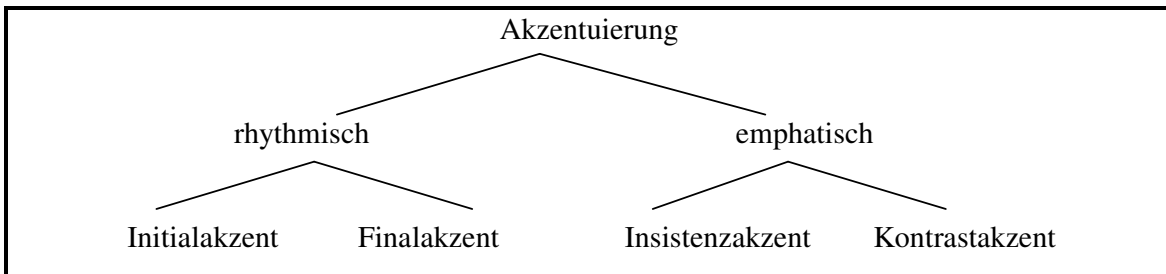 Akzentuierung
rhythmisch emphatisch
Initialakzent Finalakzent Insistenzakzent Kontrastakzent